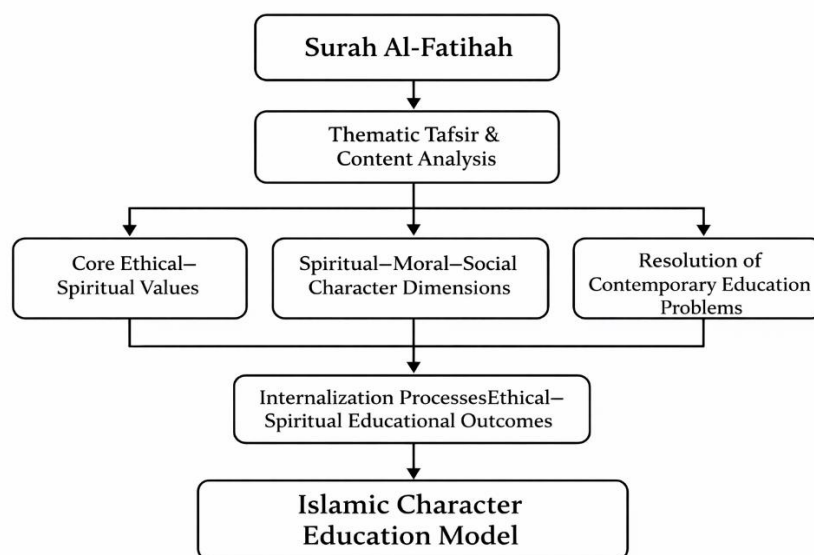 Surah Al-Fatihah
Thematic Tafsir &
Content Analysis
Core Ethical–
Spiritual Values
Spiritual–Moral–Social
Character Dimensions
Resolution of
Contemporary Education
Problems
Internalization ProcessesEthical–
Spiritual Educational Outcomes
Islamic Character
Education Model